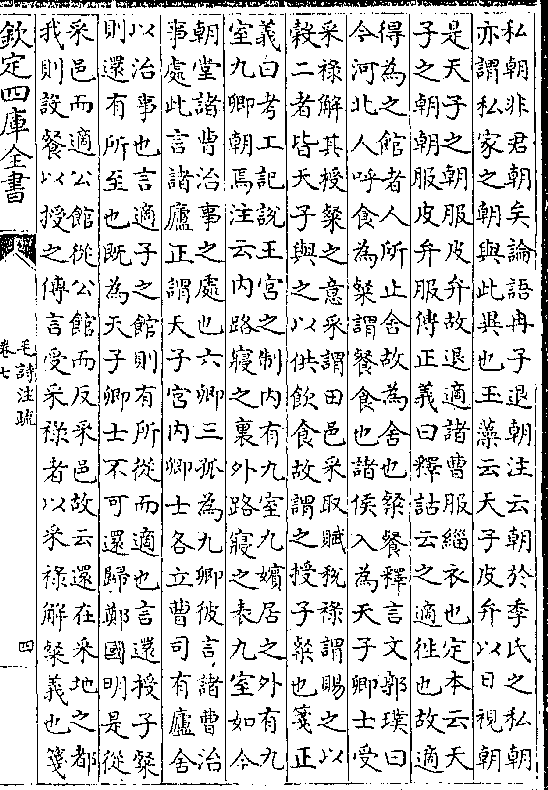 私朝非君朝矣論語冉子退朝注云朝於季氏之私朝
亦謂私家之朝與此異也玉藻云天子皮弁以日視朝
是天子之朝服皮弁故退適諸曹服緇衣也定本云天
子之朝朝服皮弁服傳正義曰釋詁云之適徃也故適
得為之館者人所止舍故為舍也粲餐釋言文郭璞曰
今河北人呼食為粲謂餐食也諸侯入為天子卿士受
采祿解其授粲之意采謂田邑采取賦稅祿謂賜之以
穀二者皆天子與之以供飲食故謂之授子粲也箋正
義曰考工記說王宮之制内有九室九嬪居之外有九
室九卿朝焉注云内路寢之裏外路寢之表九室如今
朝堂諸曹治事之處也六卿三孤為九卿彼言諸曹治
事處此言諸廬正謂天子宮内卿士各立曹司有廬舍
以治事也言適子之館則有所從而適也言還授子粲
則還有所至也既為天子卿士不可還歸鄭國明是從
采邑而適公館從公館而反采邑故云還在采地之都
我則設餐以授之傳言受采祿者以采祿解粲義也箋
欽定四庫全書
毛詩注疏
卷七
四